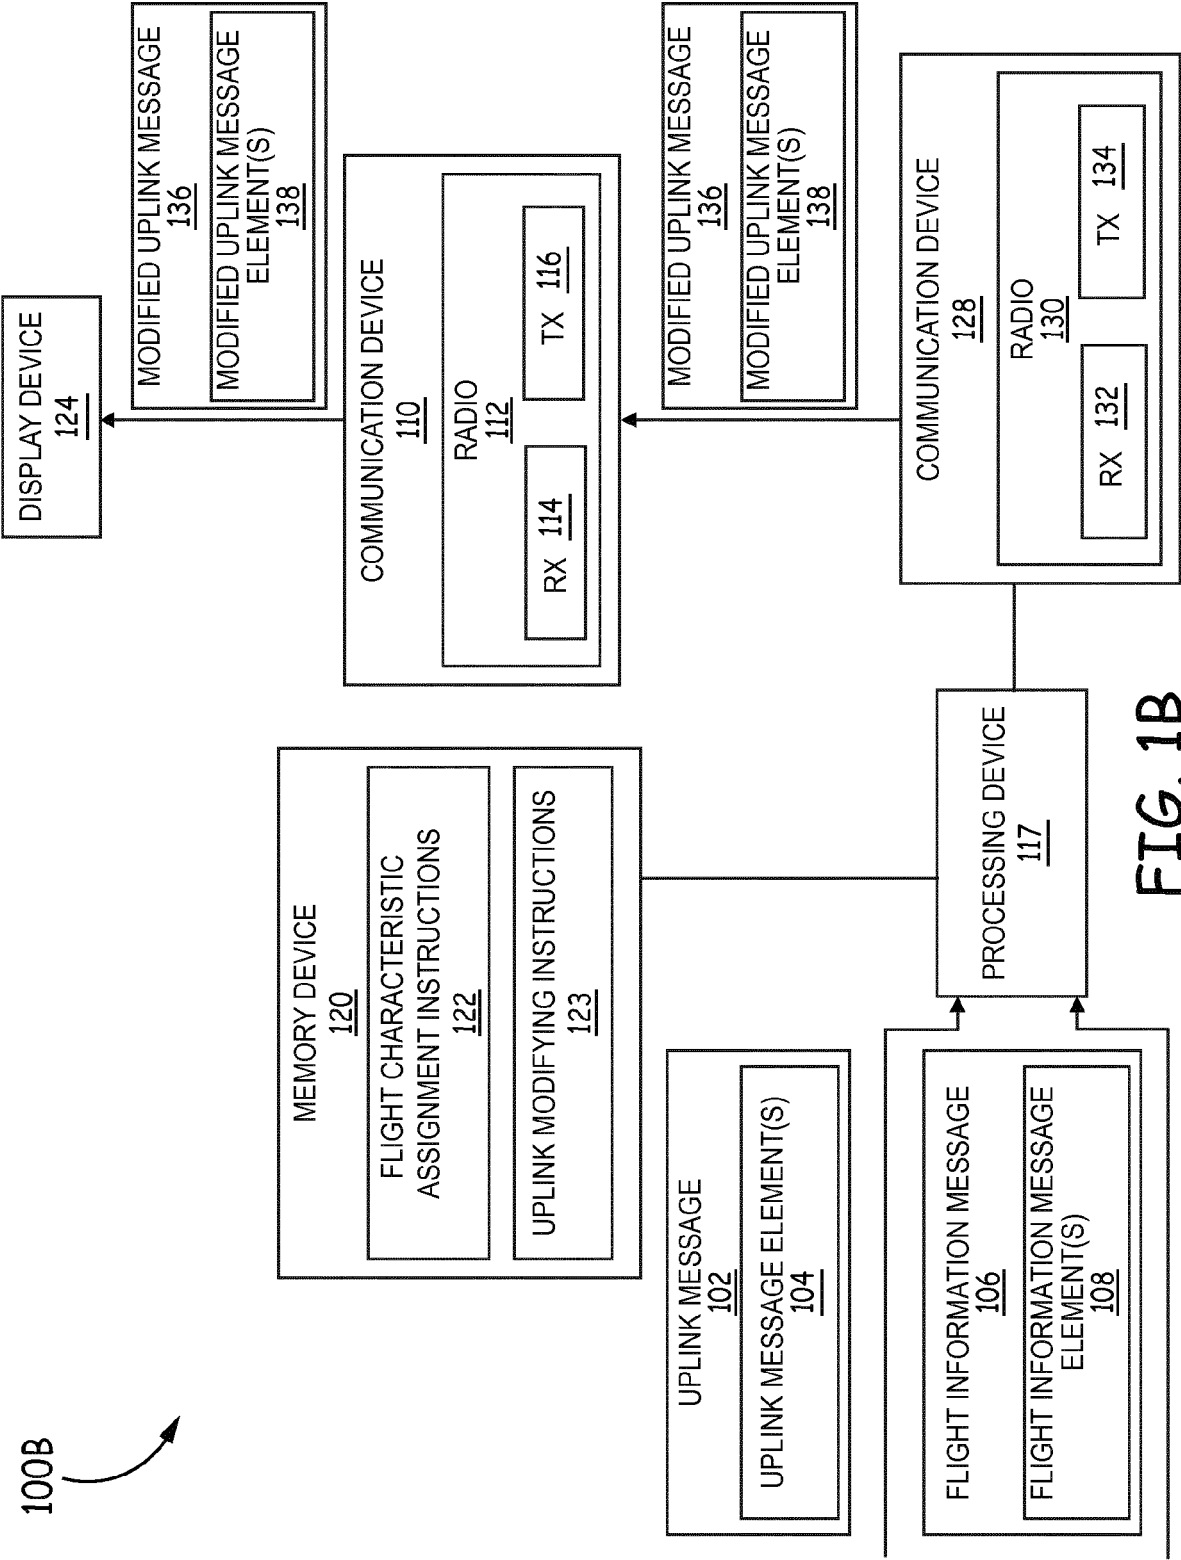 100B
UPLINK MESSAGE
102
UPLINK MESSAGE ELEMENT(S)
104
FLIGHT INFORMATION MESSAGE
106
FLIGHT INFORMATION MESSAGE
ELEMENT(S)
108
MEMORY DEVICE
120
FLIGHT CHARACTERISTIC
ASSIGNMENT INSTRUCTIONS
122
UPLINK MODIFYING INSTRUCTIONS
123
PROCESSING DEVICE
117
DISPLAY DEVICE
124
MODIFIED UPLINK MESSAGE
136
MODIFIED UPLINK MESSAGE
ELEMENT(S)
138
COMMUNICATION DEVICE
110
RADIO
112
RX 114
TX 116
MODIFIED UPLINK MESSAGE
136
MODIFIED UPLINK MESSAGE
ELEMENT(S)
138
COMMUNICATION DEVICE
128
RADIO
130
RX 132
TX 134
FIG. 1B